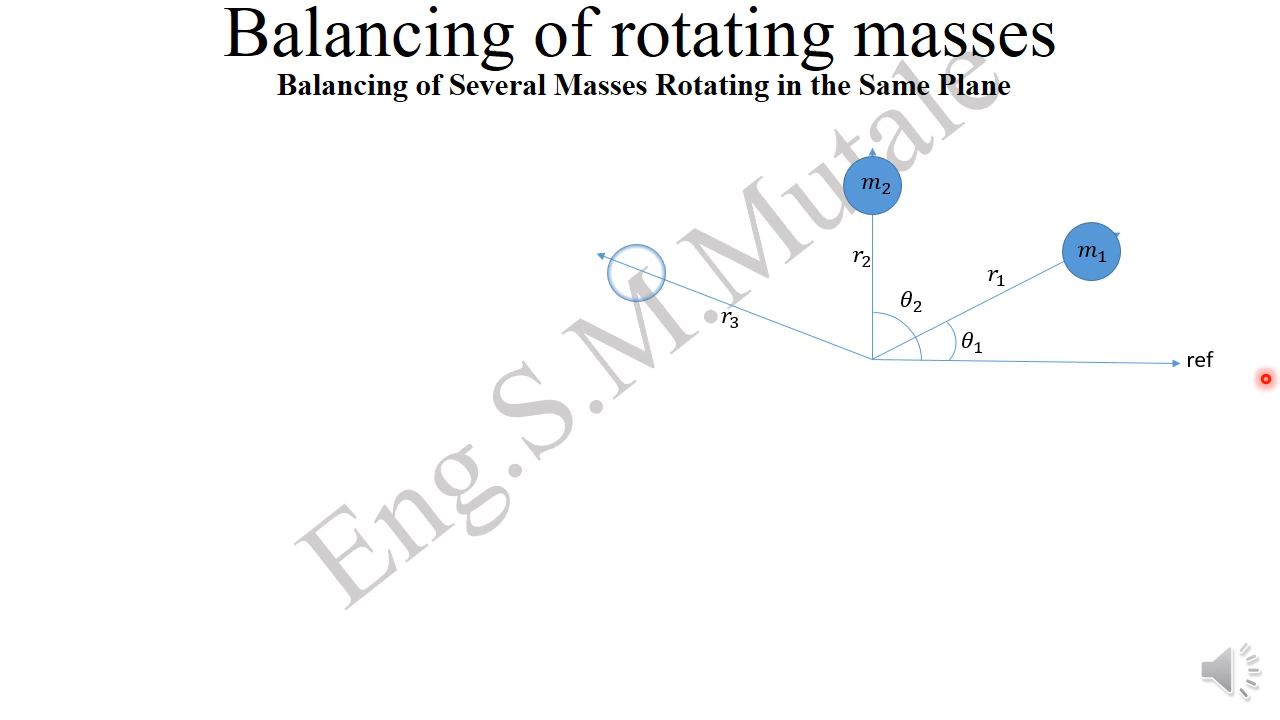 Balancing of rotating masses
Balancing of Several Masses Rotating in the Same Plane
Eng.S.M.Mutale
m₂
m₁
r₂
r₁
θ₂
r₃
θ₁
ref